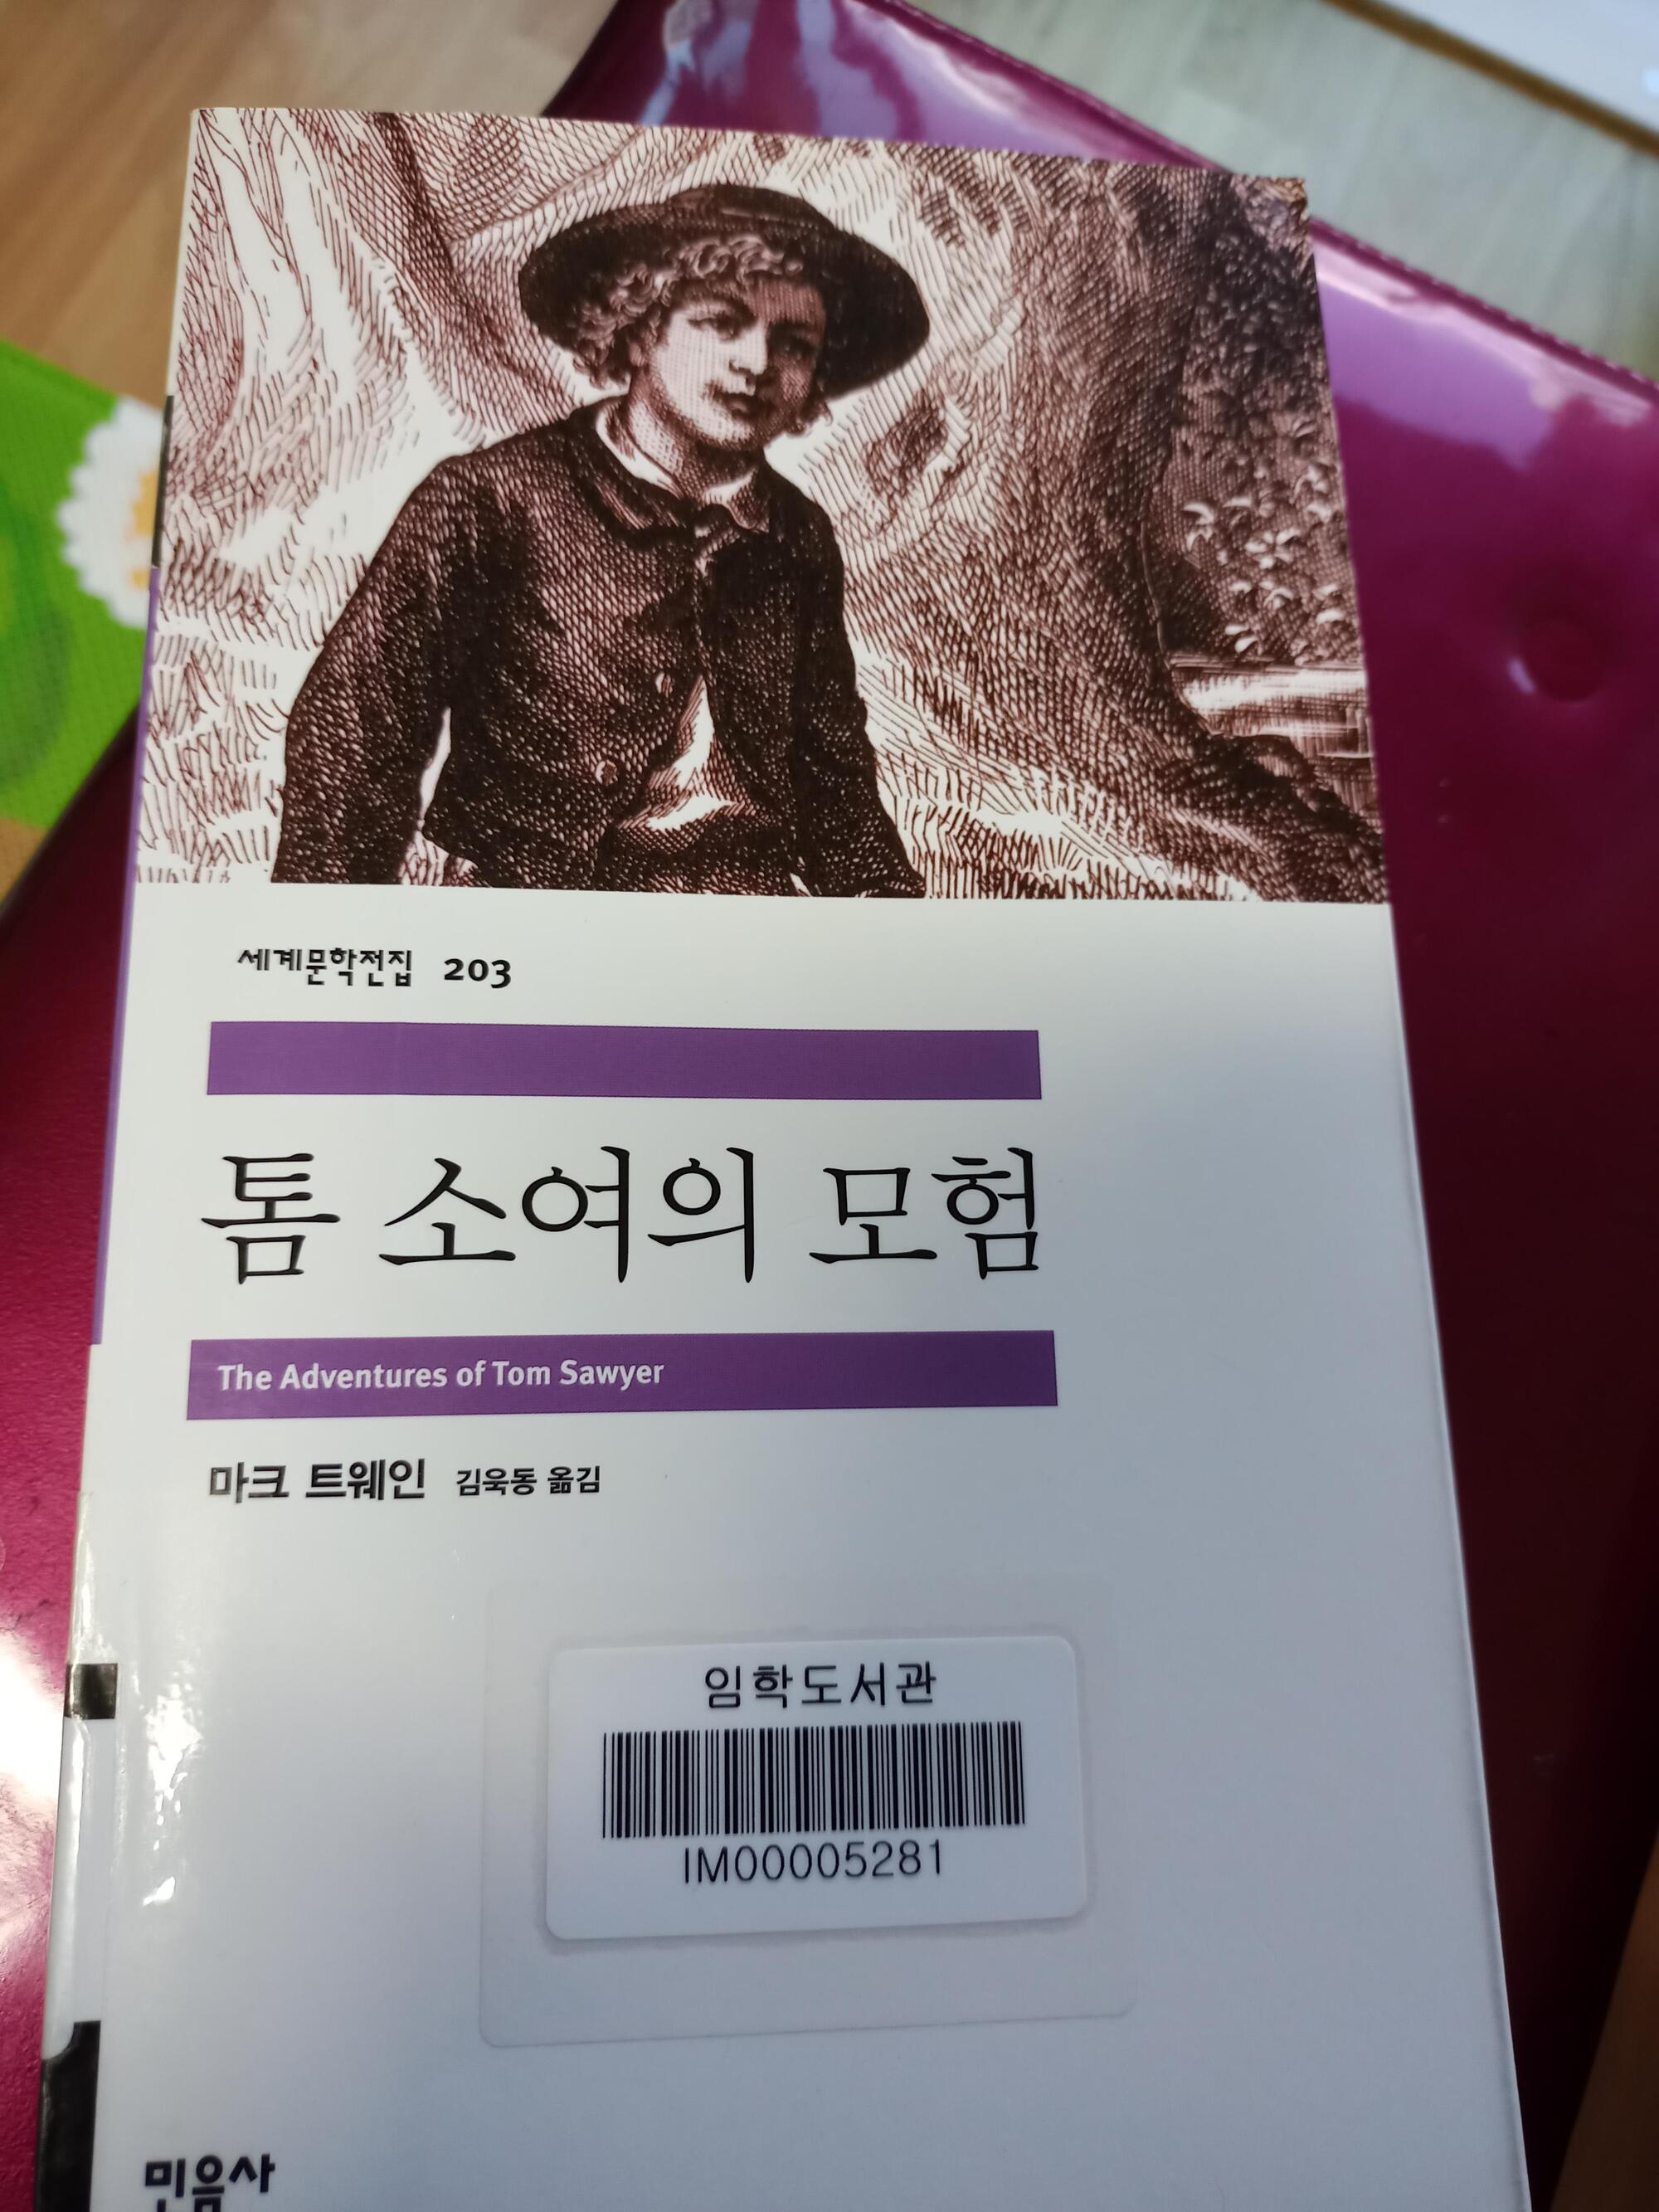 세계문학전집 203
톰 소여의 모험
The Adventures of Tom Sawyer
마크 트웨인 김욱동 옮김
임학도서관
IM00005281
민음사